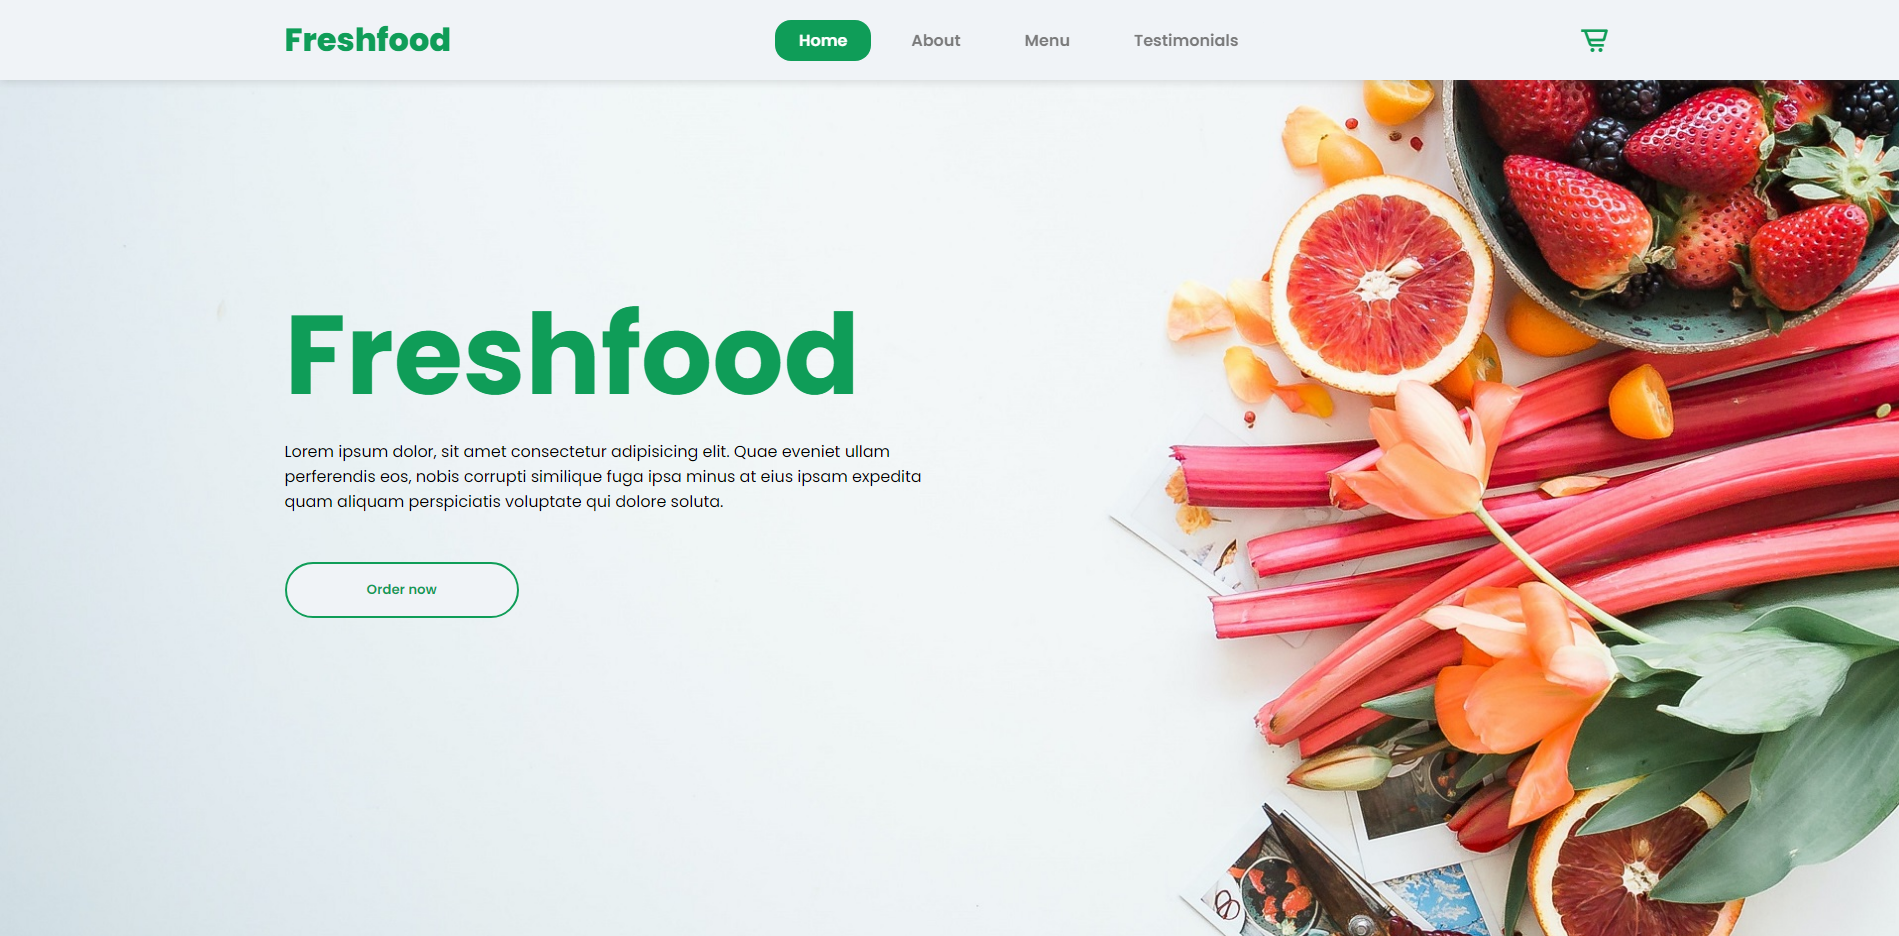 Freshfood
Home About Menu Testimonials
Freshfood
Lorem ipsum dolor, sit amet consectetur adipisicing elit. Quae eveniet ullam
perferendis eos, nobis corrupti similique fuga ipsa minus at eius ipsam expedita
quam aliquam perspiciatis voluptate qui dolore soluta.
Order now